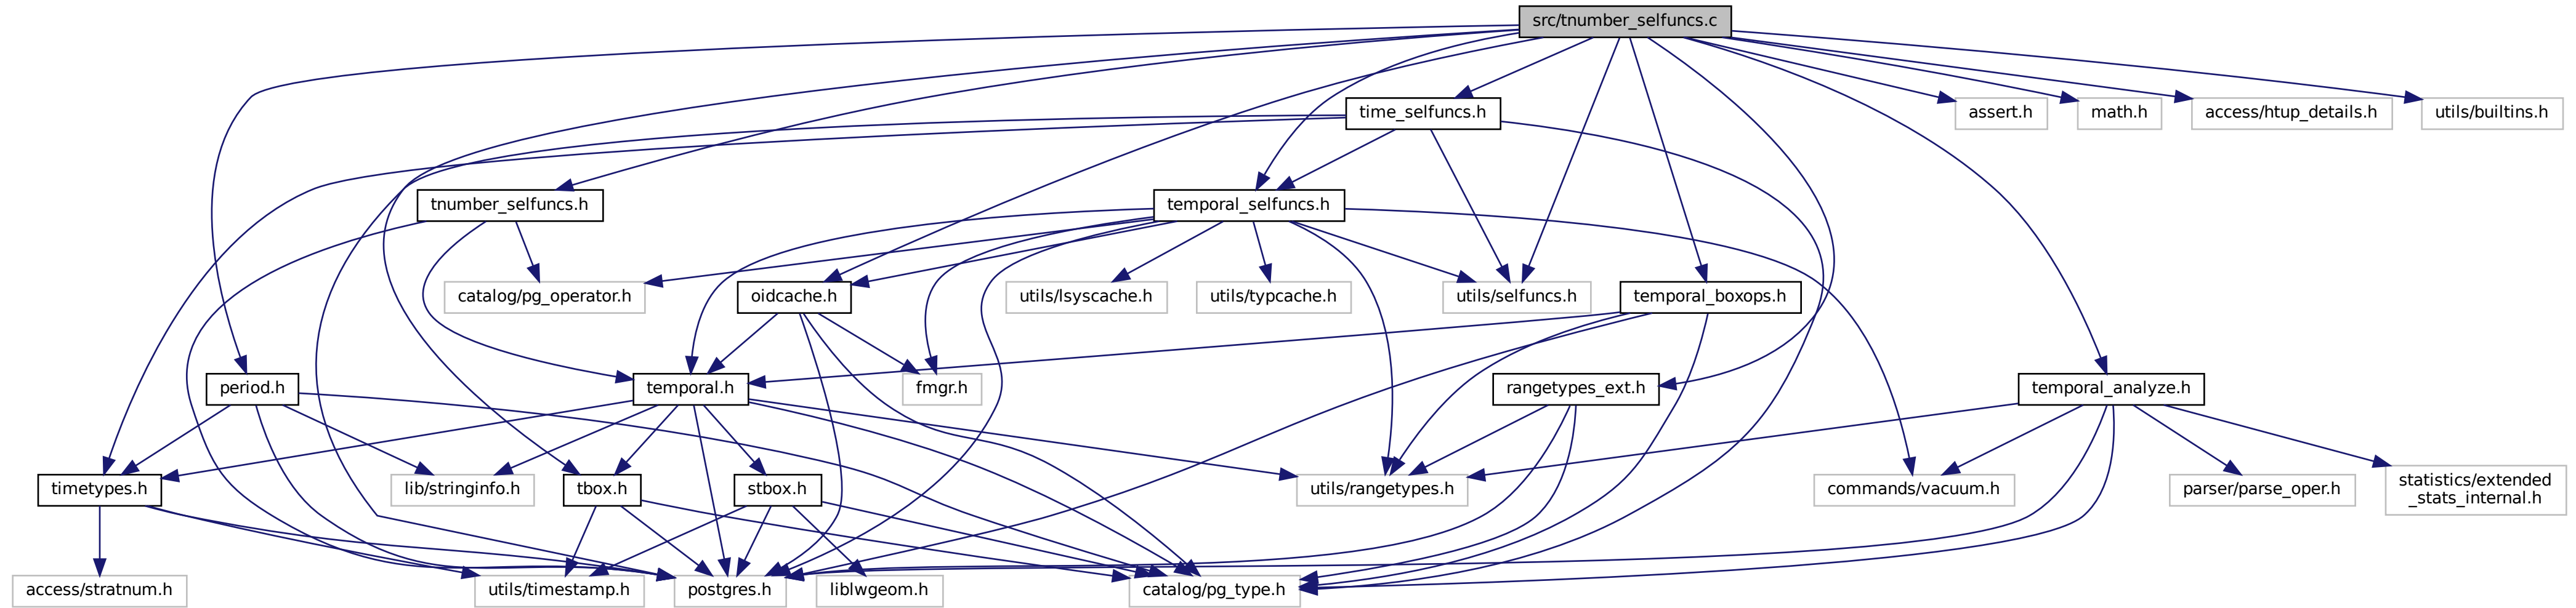 src/tnumber_selfuncs.c
time_selfuncs.h
assert.h
math.h
access/htup_details.h
utils/builtins.h
tnumber_selfuncs.h
temporal_selfuncs.h
catalog/pg_operator.h
oidcache.h
utils/lsyscache.h
utils/typcache.h
utils/selfuncs.h
temporal_boxops.h
period.h
temporal.h
fmgr.h
rangetypes_ext.h
temporal_analyze.h
timetypes.h
lib/stringinfo.h
tbox.h
stbox.h
utils/rangetypes.h
commands/vacuum.h
parser/parse_oper.h
statistics/extended
_stats_internal.h
access/stratnum.h
utils/timestamp.h
postgres.h
liblwgeom.h
catalog/pg_type.h